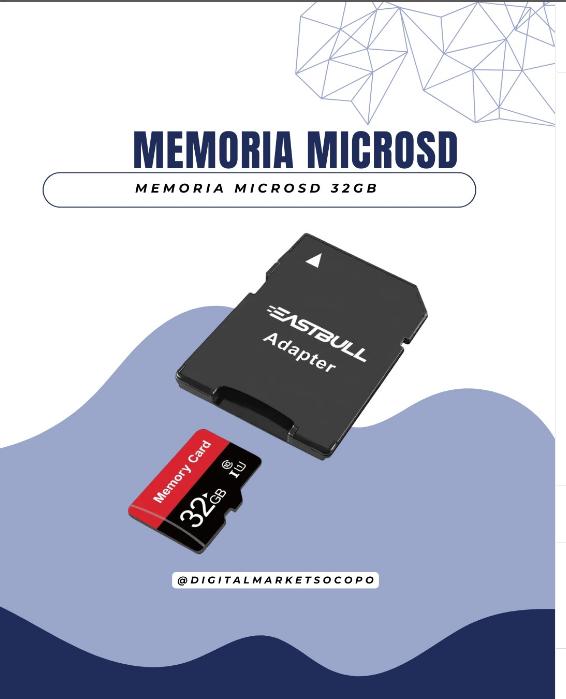 MEMORIA MICROSD
MEMORIA MICROSD 32GB
EASTBULL
Adapter
Memory Card
32GB
@DIGITALMARKETSOCOPO